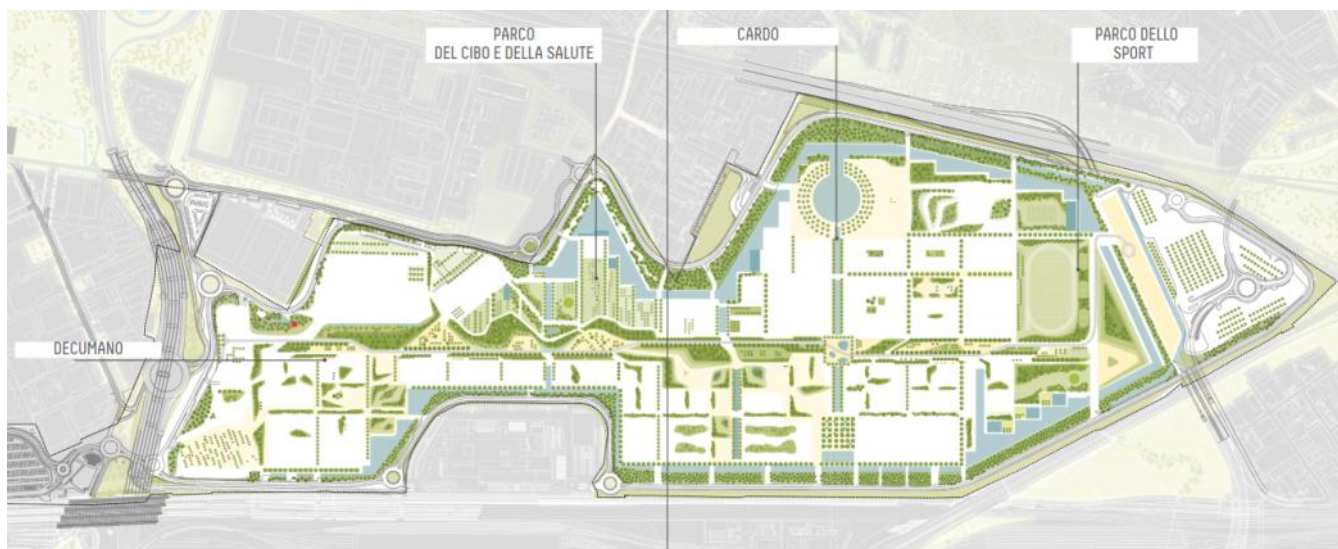 PARCO
DEL CIBO E DELLA SALUTE
CARDO
PARCO DELLO
SPORT
DECUMANO